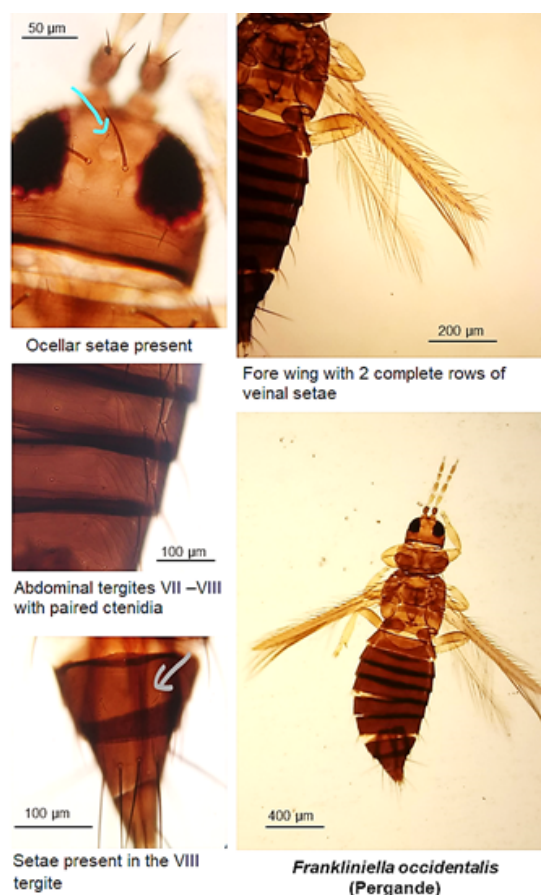 50 µm
Ocellar setae present
200 µm
Fore wing with 2 complete rows of
veinal setae
100 µm
Abdominal tergites VII –VIII
with paired ctenidia
100 µm
Setae present in the VIII
tergite
400 µm
Frankliniella occidentalis
(Pergande)